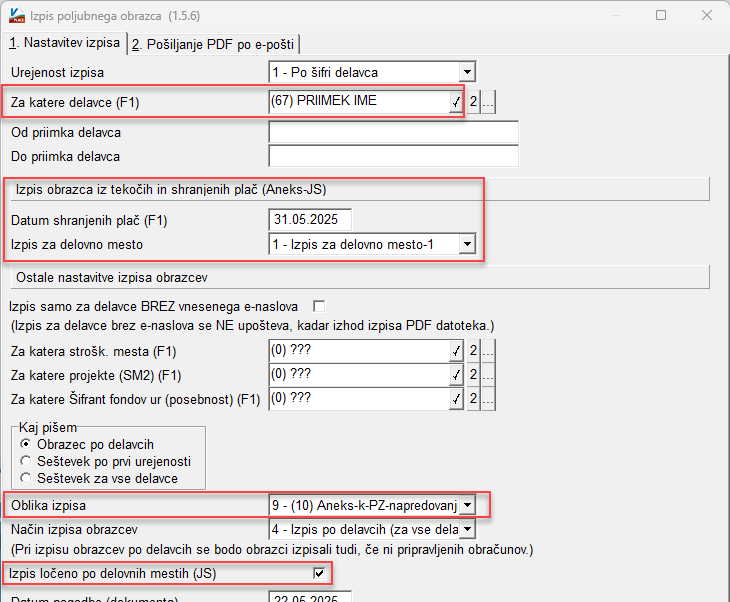 Izpis poljubnega obrazca (1.5.6)
1. Nastavitev izpisa 2. Pošiljanje PDF po e-pošti
Urejenost izpisa 1 - Po šifri delavca
Za katere delavce (F1) (67) PRIIMEK IME 2 ...
Od priimka delavca
Do priimka delavca
Izpis obrazca iz tekočih in shranjenih plač (Aneks-JS)
Datum shranjenih plač (F1) 31.05.2025
Izpis za delovno mesto 1 - Izpis za delovno mesto-1
Ostale nastavitve izpisa obrazcev
Izpis samo za delavce BREZ vnesenega e-naslova
(Izpis za delavce brez e-naslova se NE upošteva, kadar izhod izpisa PDF datoteka.)
Za katera strošk. mesta (F1) (0) ??? 2 ...
Za katere projekte (SM2) (F1) (0) ??? 2 ...
Za katere Šifrant fondov ur (posebnost) (F1) (0) ??? 2 ...
Kaj pišem
Obrazec po delavcih
Seštevek po prvi urejenosti
Seštevek za vse delavce
Oblika izpisa 9 - (10) Aneks-k-PZ-napredovanj
Način izpisa obrazcev 4 - Izpis po delavcih (za vse dela
(Pri izpisu obrazcev po delavcih se bodo obrazci izpisali tudi, če ni pripravljenih obračunov.)
Izpis ločeno po delovnih mestih (JS)
Datum pogodbe (dokumenta) 22.05.2025